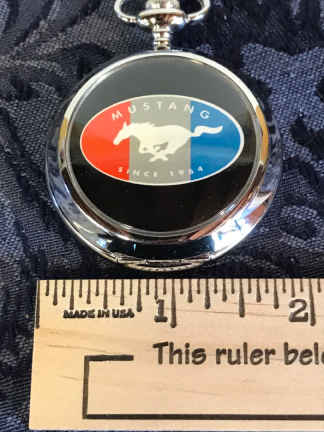 MUSTANG
SINCE 1964
MADE IN USA 1 2
This ruler bel